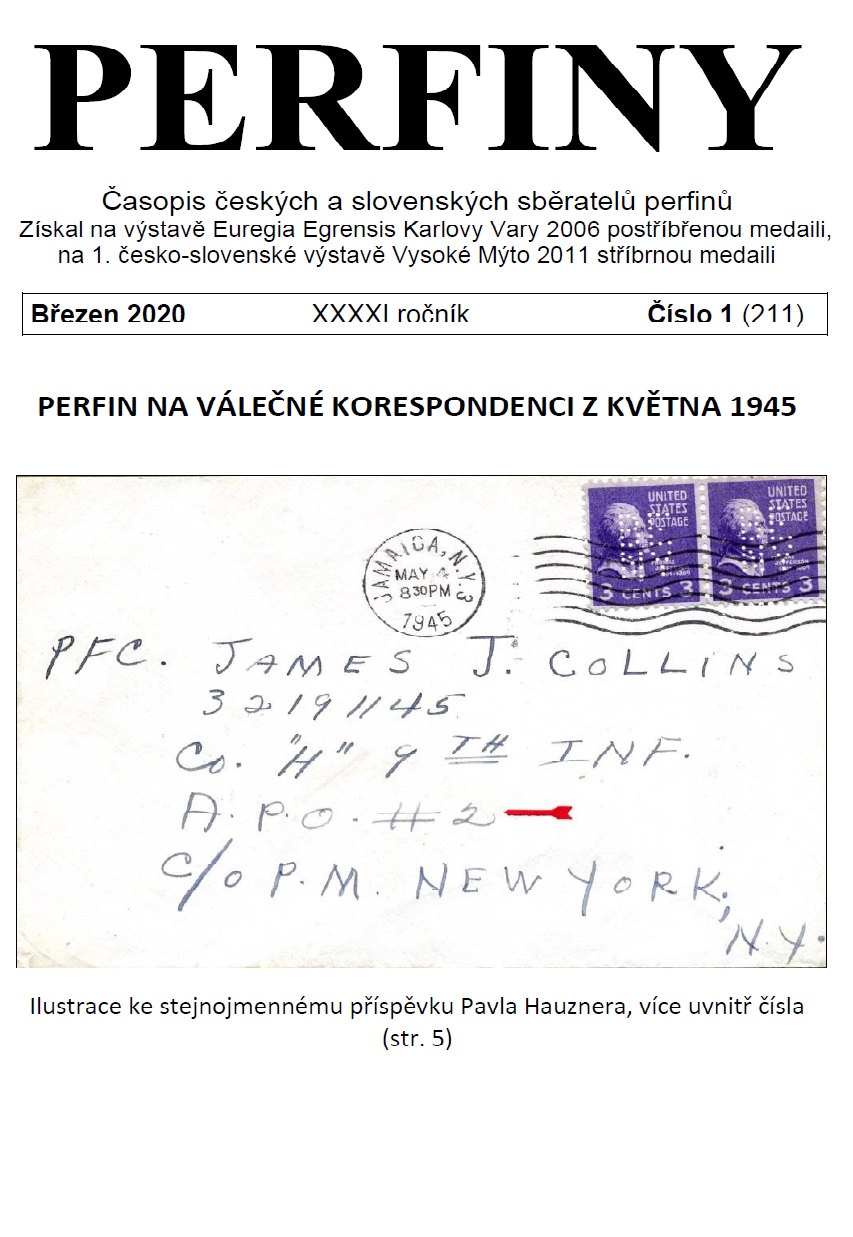 PERFINY
Časopis českých a slovenských sběratelů perfinů
Získal na výstavě Euregia Egrensis Karlovy Vary 2006 postříbřenou medaili,
na 1. česko-slovenské výstavě Vysoké Mýto 2011 stříbrnou medaili
Březen 2020 XXXXI ročník Číslo 1 (211)
PERFIN NA VÁLEČNÉ KORESPONDENCI Z KVĚTNA 1945
UNITED STATES POSTAGE
3 CENTS 3
UNITED STATES POSTAGE
JEFFERSON
3 CENTS 3
JAMAICA, N.Y. 3
MAY 4
8 30 PM
1945
PFC. JAMES J. COLLINS
32191145
Co. "H" 9 TH INF.
A.P.O. # 2
C/O P.M. NEW YORK,
N.Y.
Ilustrace ke stejnojmennému příspěvku Pavla Hauznera, více uvnitř čísla
(str. 5)